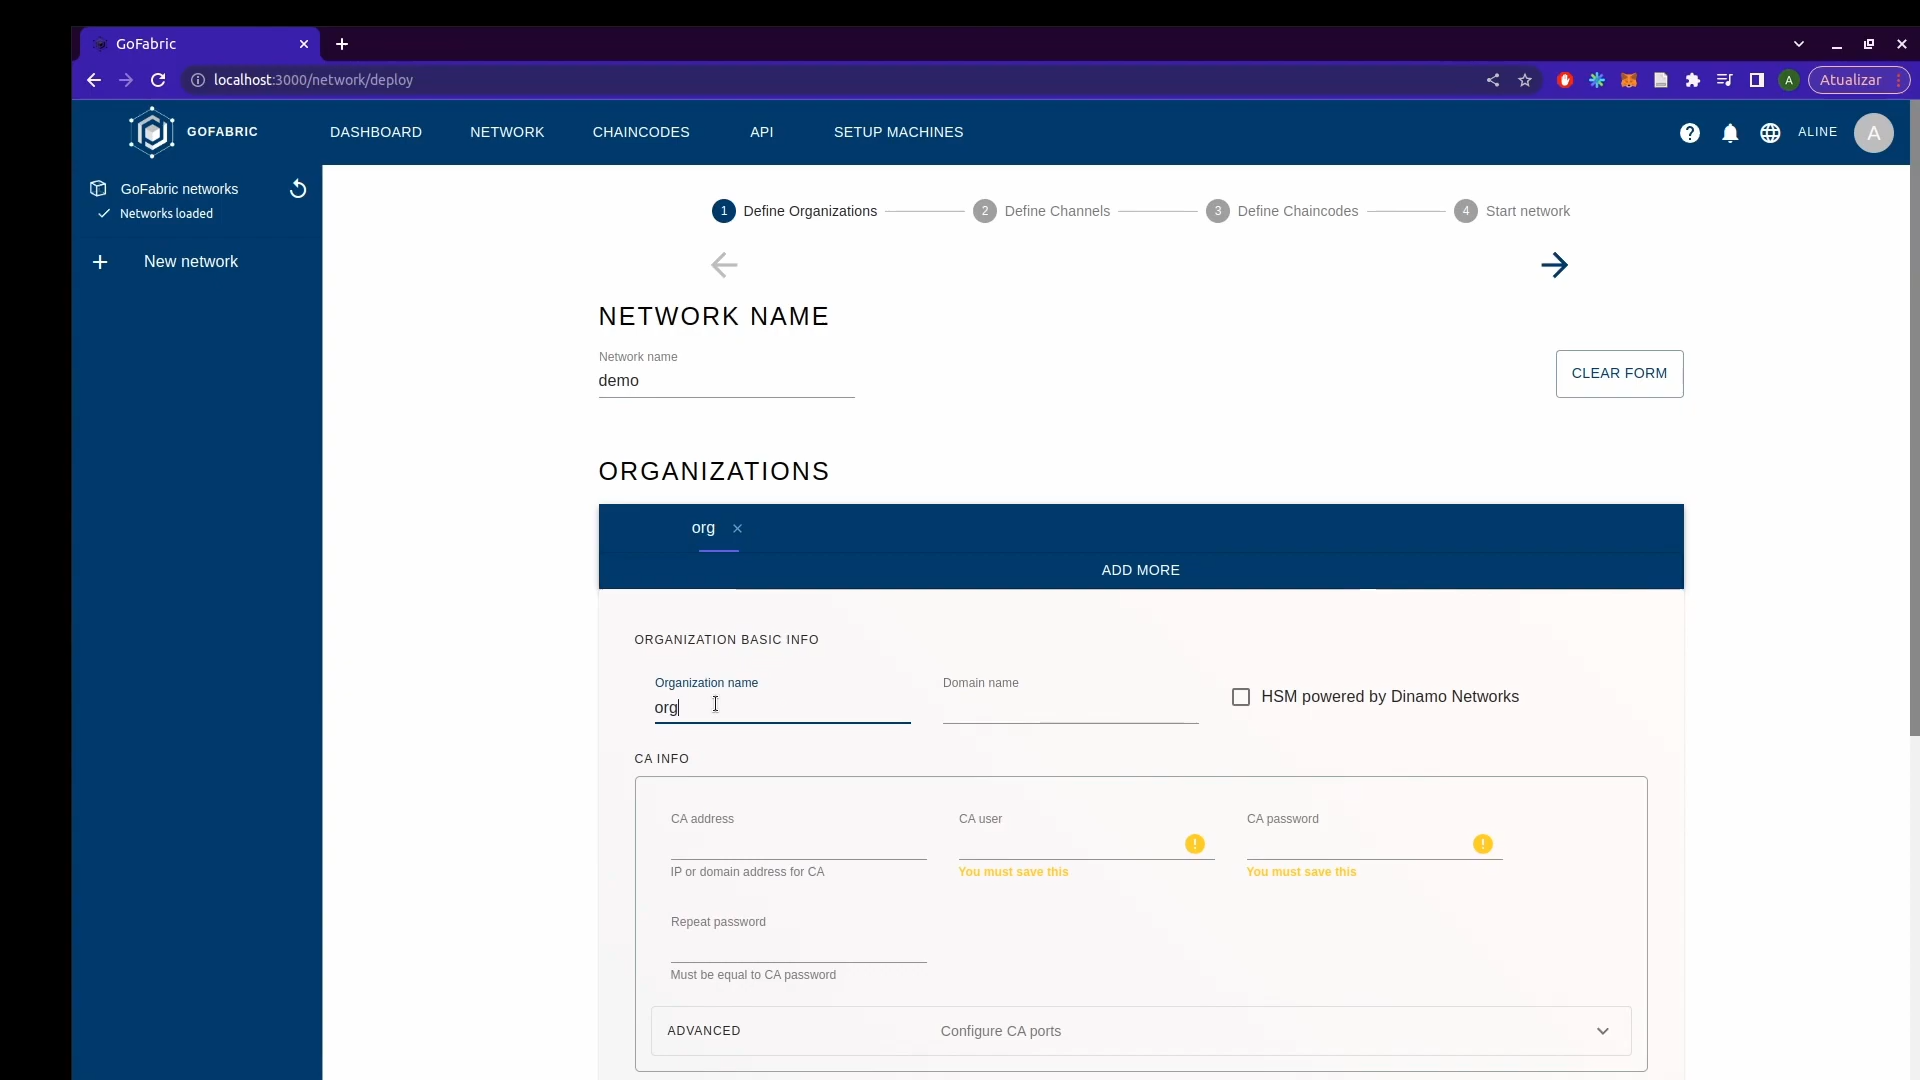 GoFabric
localhost:3000/network/deploy
A
Atualizar
GOFABRIC
DASHBOARD
NETWORK
CHAINCODES
API
SETUP MACHINES
?
ALINE
A
GoFabric networks
Networks loaded
New network
1 Define Organizations
2 Define Channels
3 Define Chaincodes
4 Start network
NETWORK NAME
Network name
demo
CLEAR FORM
ORGANIZATIONS
org
ADD MORE
ORGANIZATION BASIC INFO
Organization name
org
Domain name
HSM powered by Dinamo Networks
CA INFO
CA address
IP or domain address for CA
CA user
!
You must save this
CA password
!
You must save this
Repeat password
Must be equal to CA password
ADVANCED
Configure CA ports